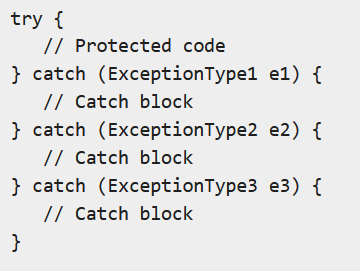 try {
   // Protected code
} catch (ExceptionType1 e1) {
   // Catch block
} catch (ExceptionType2 e2) {
   // Catch block
} catch (ExceptionType3 e3) {
   // Catch block
}